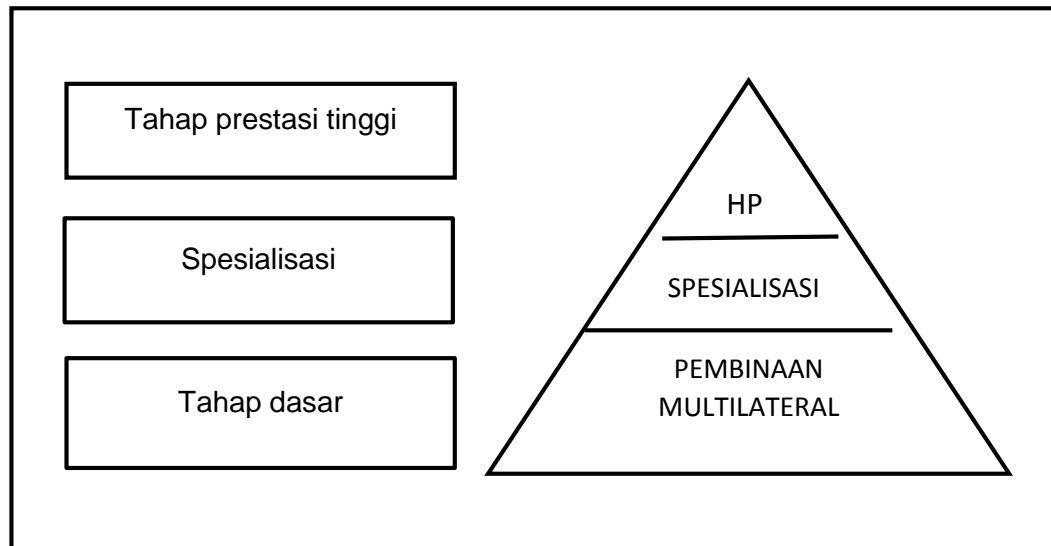 Tahap prestasi tinggi
Spesialisasi
Tahap dasar
HP
SPESIALISASI
PEMBINAAN
MULTILATERAL